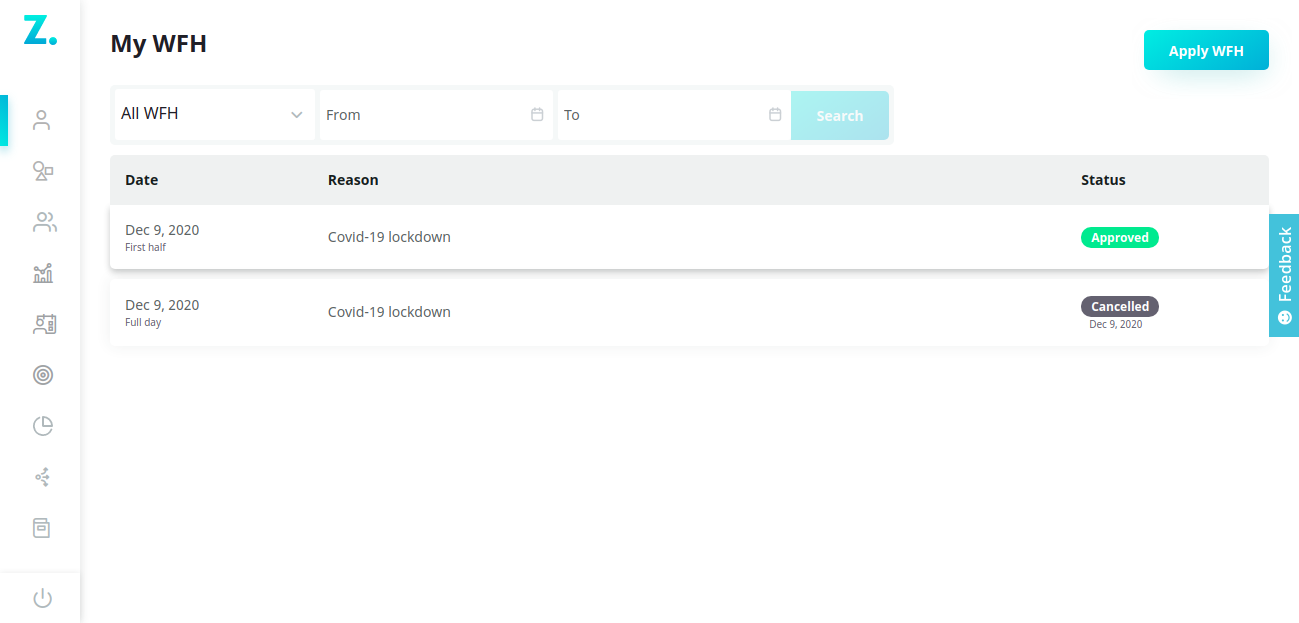 Z.
My WFH
Apply WFH
All WFH
From
To
Search
Date
Reason
Status
Dec 9, 2020
First half
Covid-19 lockdown
Approved
Dec 9, 2020
Full day
Covid-19 lockdown
Cancelled
Dec 9, 2020
Feedback